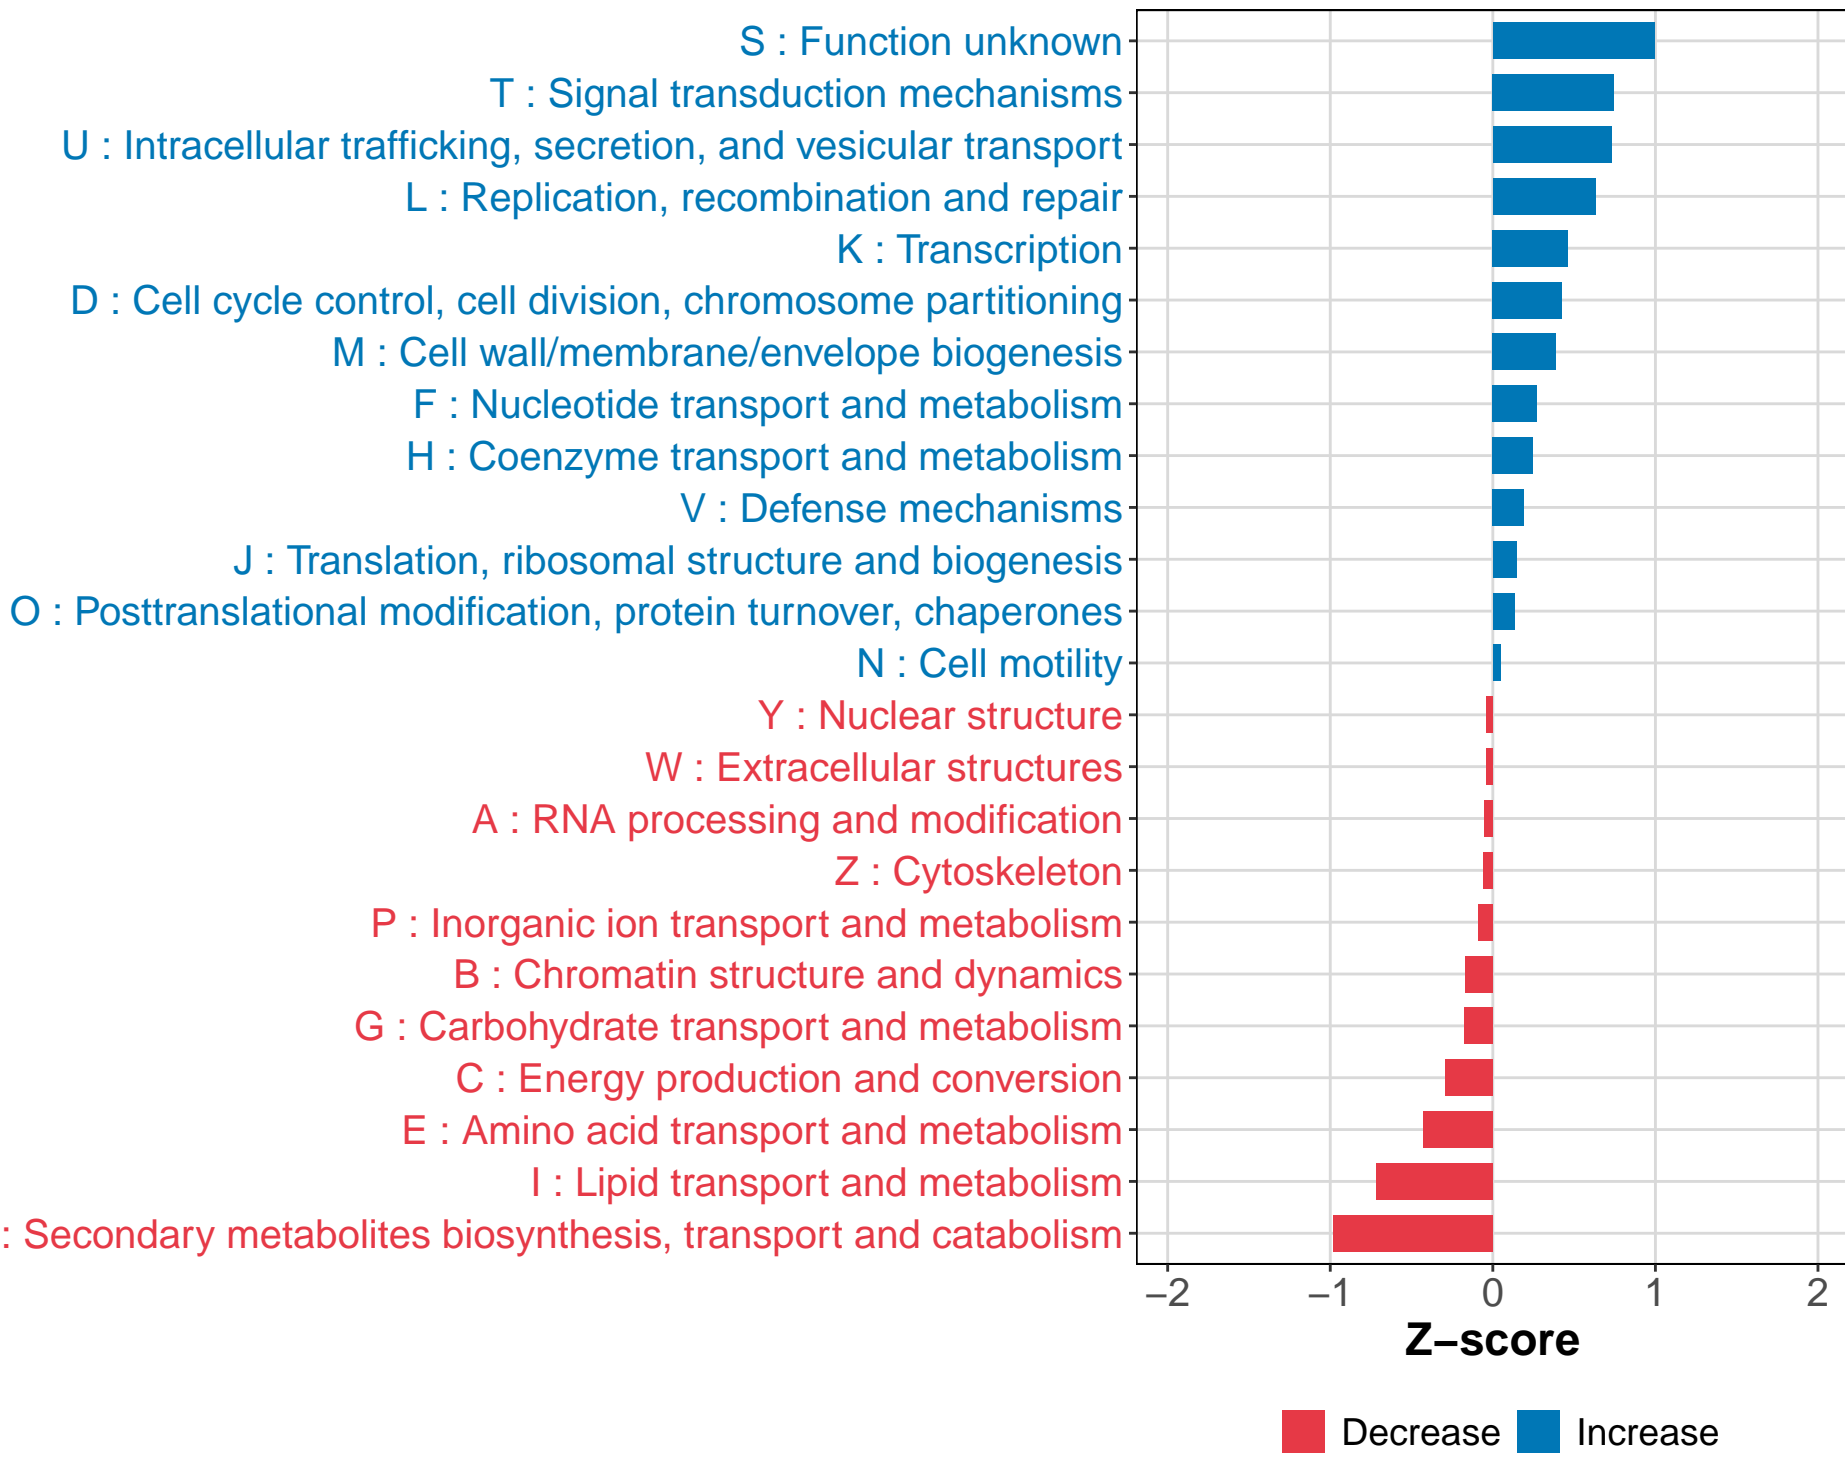 S : Function unknown
T : Signal transduction mechanisms
U : Intracellular trafficking, secretion, and vesicular transport
L : Replication, recombination and repair
K : Transcription
D : Cell cycle control, cell division, chromosome partitioning
M : Cell wall/membrane/envelope biogenesis
F : Nucleotide transport and metabolism
H : Coenzyme transport and metabolism
V : Defense mechanisms
J : Translation, ribosomal structure and biogenesis
O : Posttranslational modification, protein turnover, chaperones
N : Cell motility
Y : Nuclear structure
W : Extracellular structures
A : RNA processing and modification
Z : Cytoskeleton
P : Inorganic ion transport and metabolism
B : Chromatin structure and dynamics
G : Carbohydrate transport and metabolism
C : Energy production and conversion
E : Amino acid transport and metabolism
I : Lipid transport and metabolism
: Secondary metabolites biosynthesis, transport and catabolism
−2 −1 0 1 2
Z−score
Decrease Increase